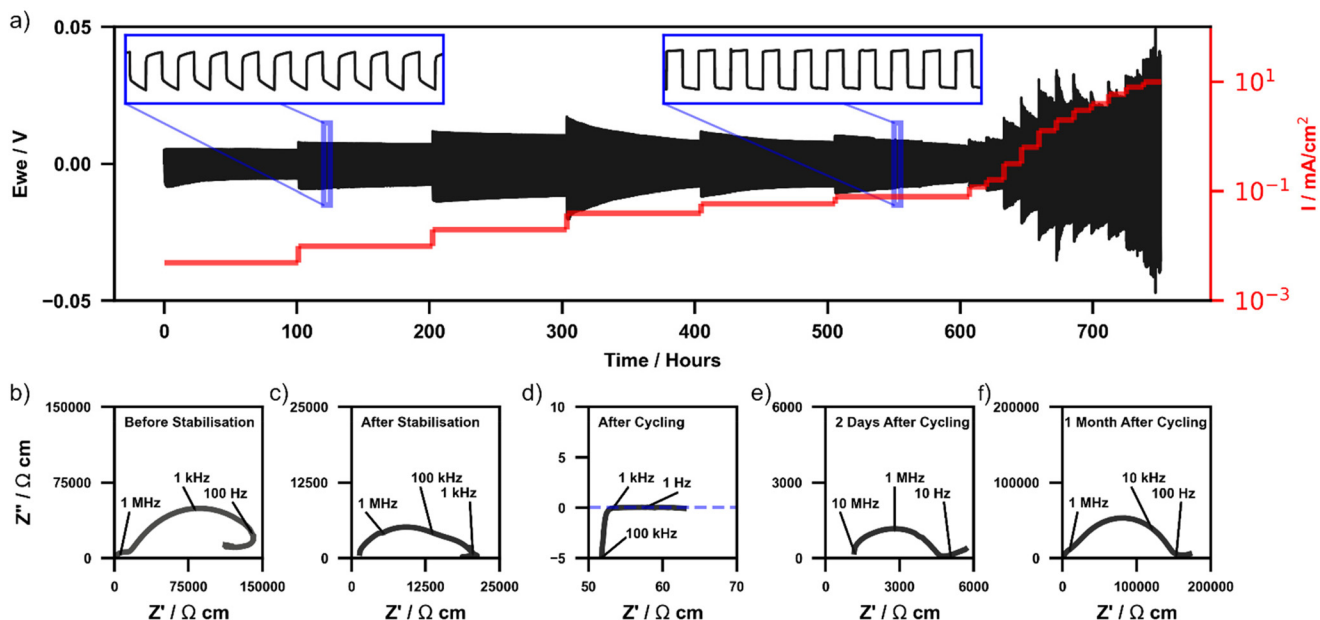 a)
0.05
0.00
−0.05
Ewe / V
10¹
10⁻¹
10⁻³
I / mA/cm²
0
100
200
300
400
500
600
700
Time / Hours
b)
150000
75000
0
Z'' / Ω cm
Before Stabilisation
1 MHz
1 kHz
100 Hz
0
75000
150000
Z' / Ω cm
c)
25000
12500
0
After Stabilisation
1 MHz
100 kHz
1 kHz
0
12500
25000
Z' / Ω cm
d)
10
5
0
−5
After Cycling
1 kHz
1 Hz
100 kHz
50
60
70
Z' / Ω cm
e)
6000
3000
0
2 Days After Cycling
10 MHz
1 MHz
10 Hz
0
3000
6000
Z' / Ω cm
f)
200000
100000
0
1 Month After Cycling
1 MHz
10 kHz
100 Hz
0
100000
200000
Z' / Ω cm